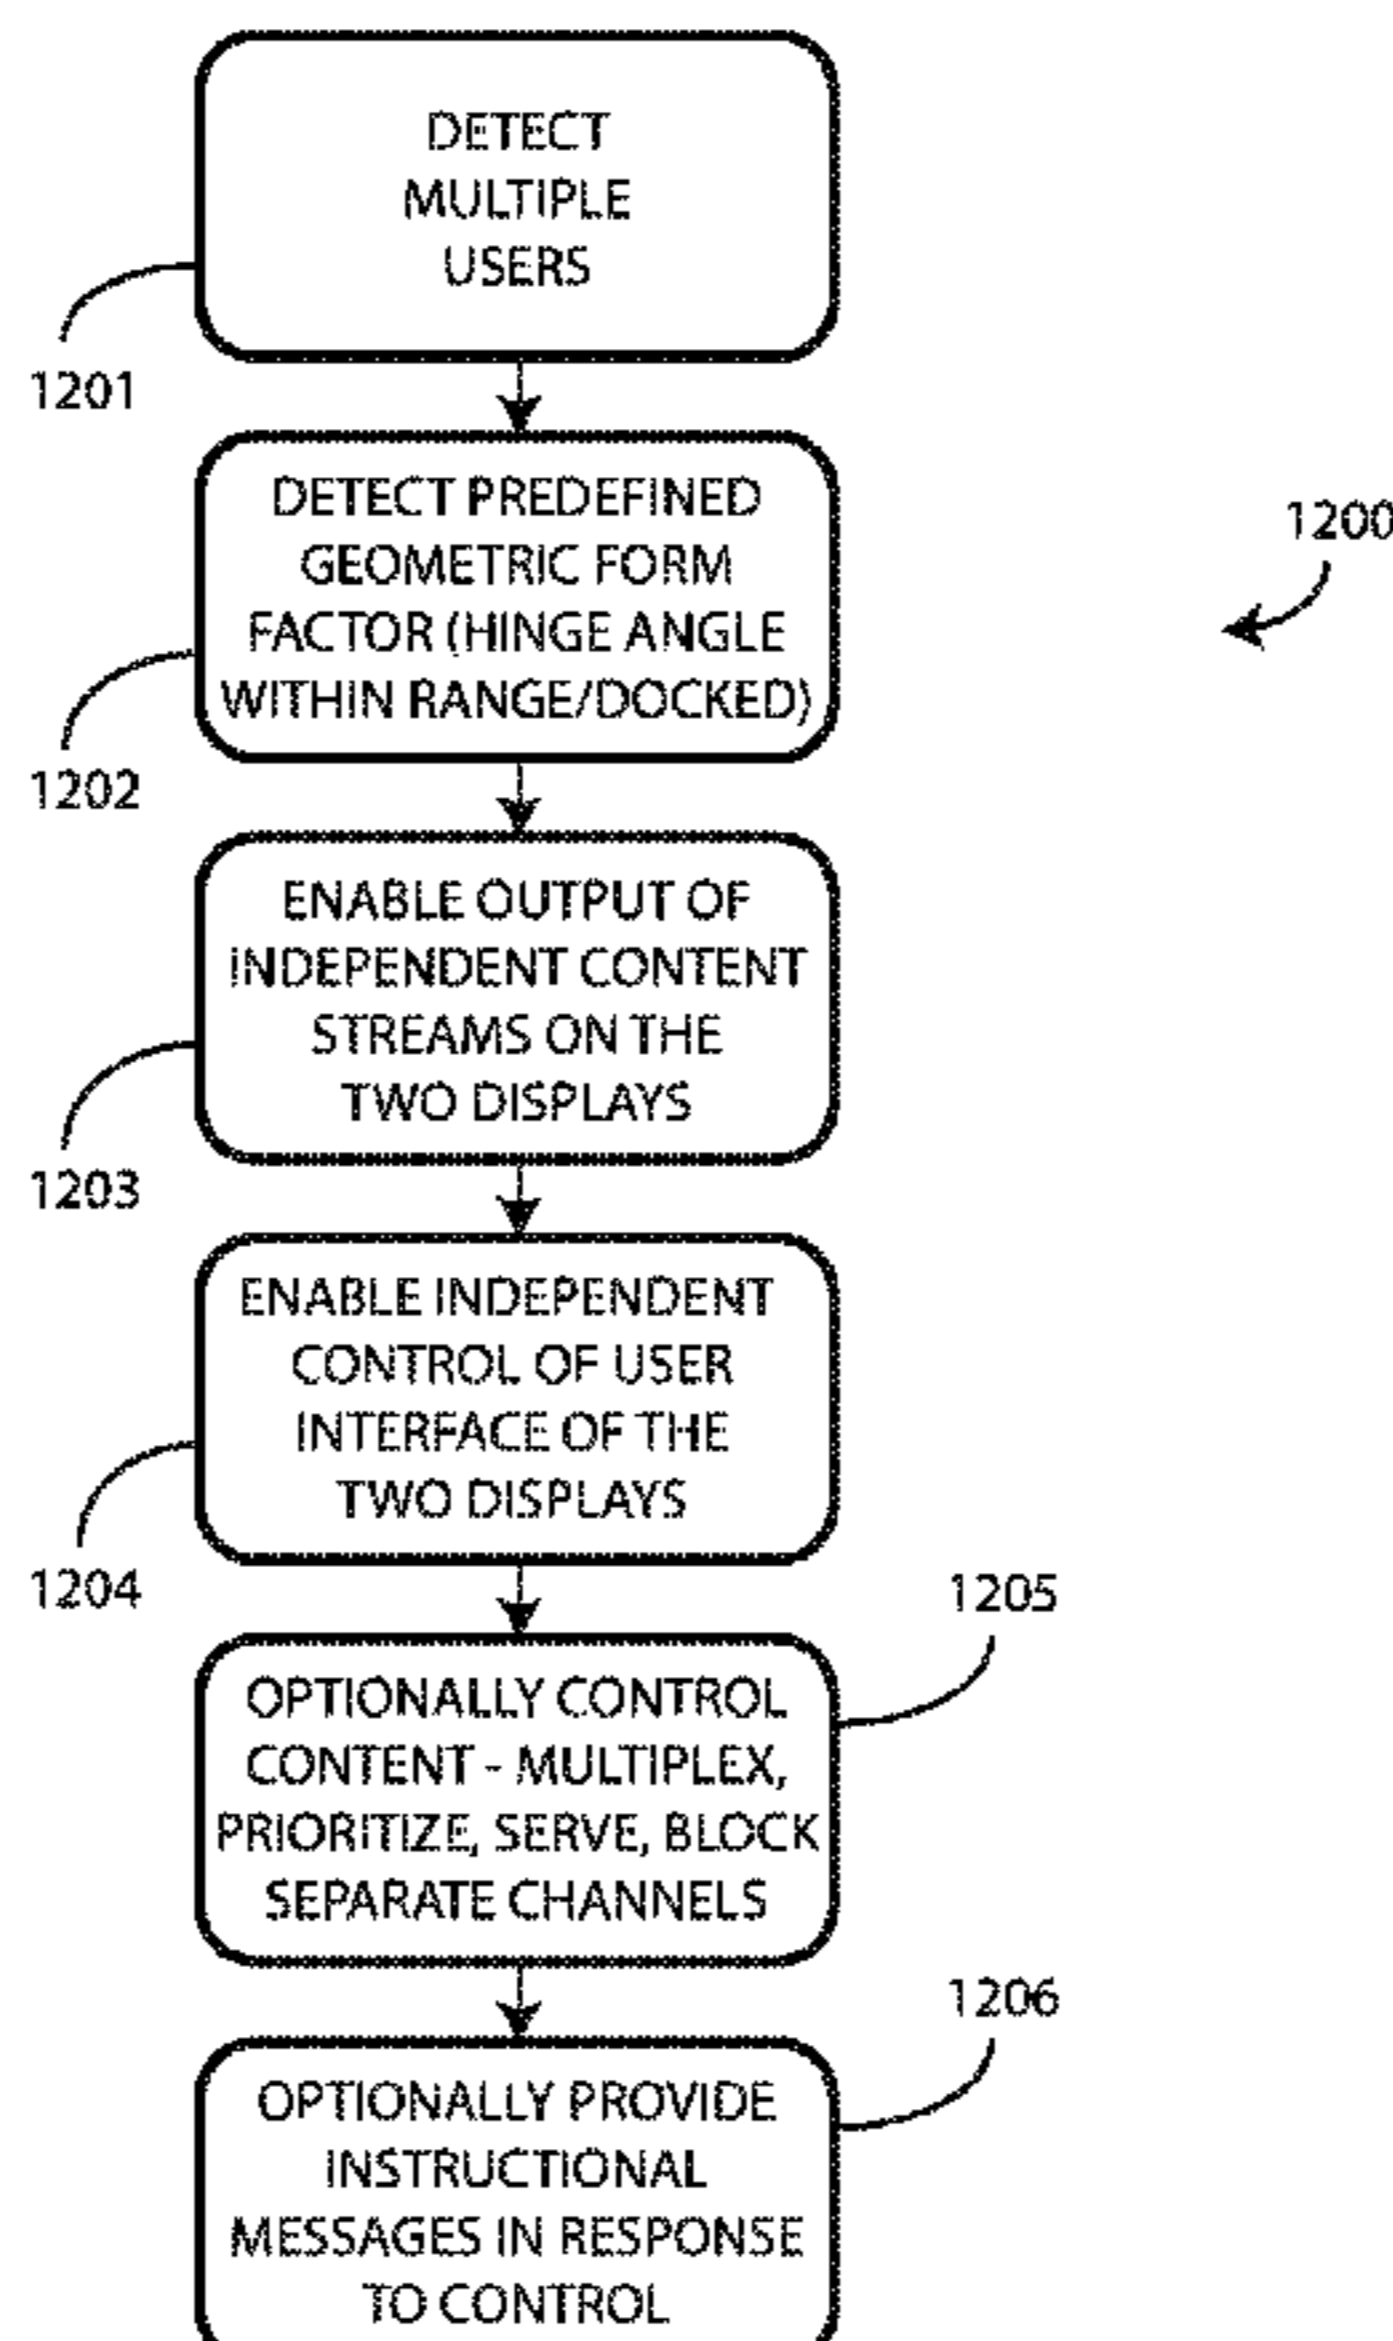 DETECT
MULTIPLE
USERS
1201
DETECT PREDEFINED
GEOMETRIC FORM
FACTOR (HINGE ANGLE
WITHIN RANGE/DOCKED)
1200
1202
ENABLE OUTPUT OF
INDEPENDENT CONTENT
STREAMS ON THE
TWO DISPLAYS
1203
ENABLE INDEPENDENT
CONTROL OF USER
INTERFACE OF THE
TWO DISPLAYS
1204
1205
OPTIONALLY CONTROL
CONTENT - MULTIPLEX,
PRIORITIZE, SERVE, BLOCK
SEPARATE CHANNELS
1206
OPTIONALLY PROVIDE
INSTRUCTIONAL
MESSAGES IN RESPONSE
TO CONTROL